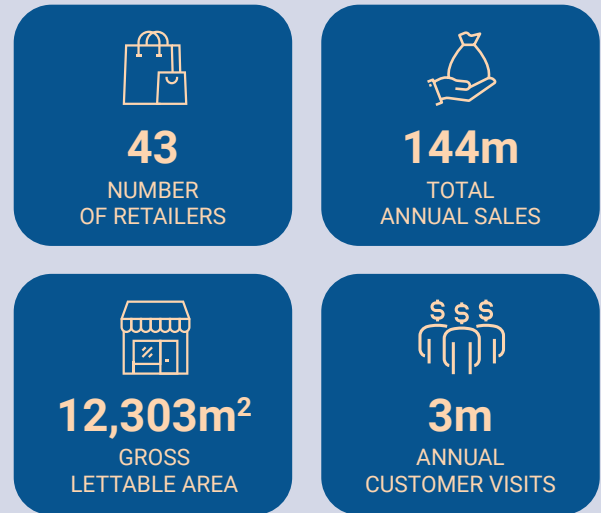 43
NUMBER
OF RETAILERS
144m
TOTAL
ANNUAL SALES
12,303m²
GROSS
LETTABLE AREA
$ $ $
3m
ANNUAL
CUSTOMER VISITS